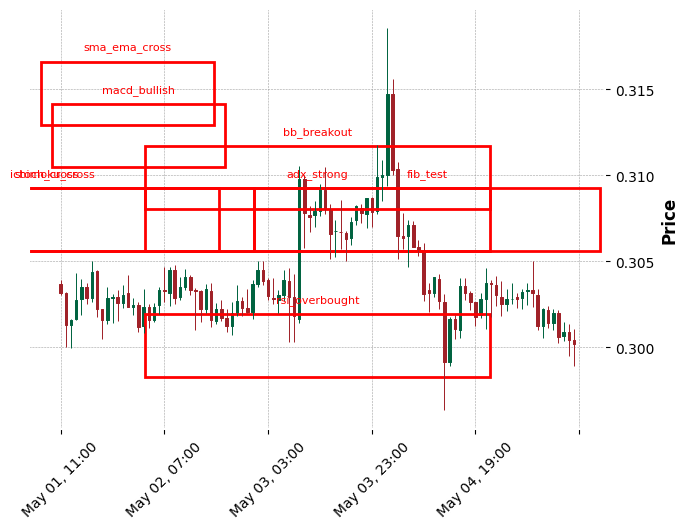 sma_ema_cross
macd_bullish
0.315
bb_breakout
0.310
adx_strong
fib_test
Price
0.305
rsi_overbought
0.300
May 01, 11:00
May 02, 07:00
May 03, 03:00
May 03, 23:00
May 04, 19:00